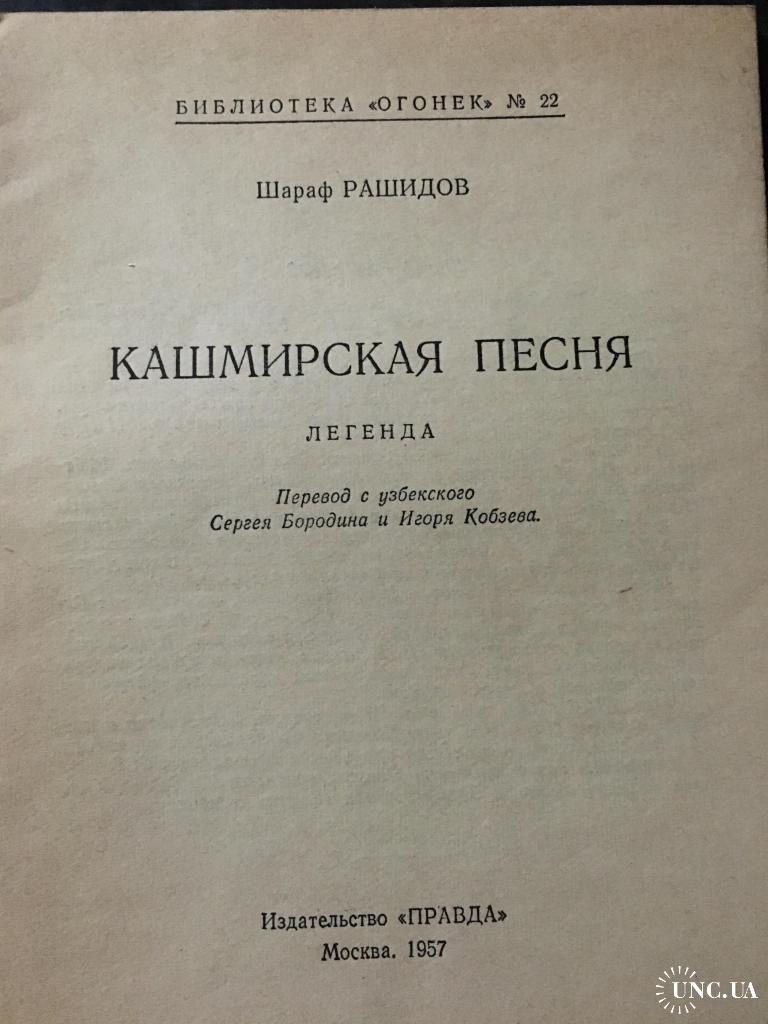 БИБЛИОТЕКА «ОГОНЕК» № 22
Шараф РАШИДОВ
КАШМИРСКАЯ ПЕСНЯ
ЛЕГЕНДА
Перевод с узбекского
Сергея Бородина и Игоря Кобзева.
Издательство «ПРАВДА»
Москва. 1957
UNC.UA